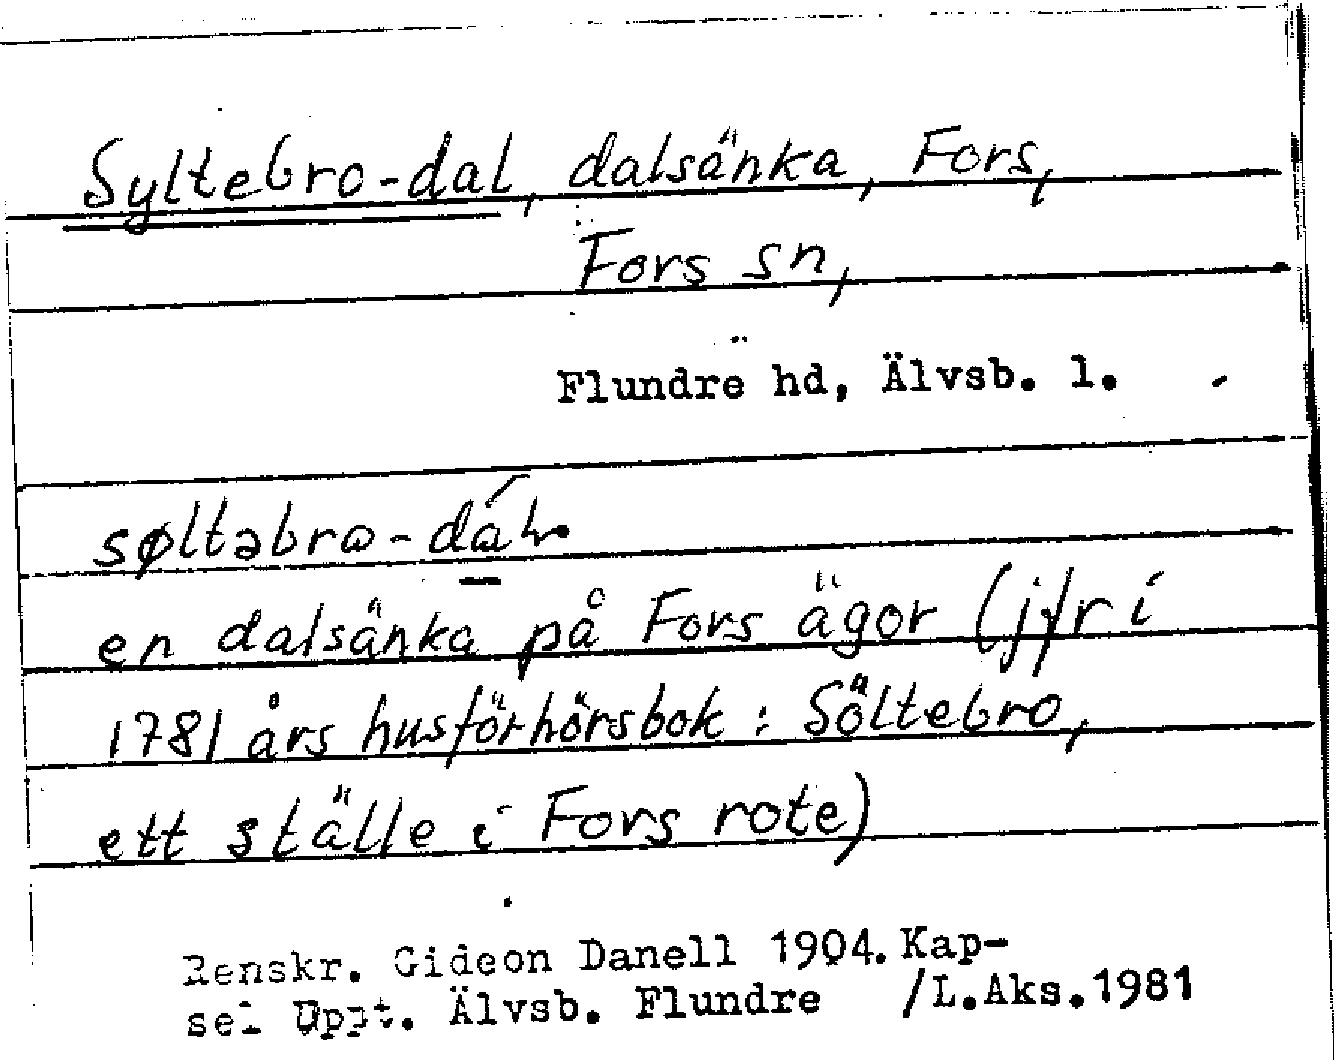 Syltebro-dal, dalsänka, Fors,
Fors sn,
Flundre hd, Älvsb. l.
søltəbro-
en dalsänka på Fors ägor (jfr i
1781 års husförhörsbok: Söltebro,
ett ställe i Fors rote)
Renskr. Gideon Danell 1904. Kap-
sel Uppt. Älvsb. Flundre /L.Aks.1981